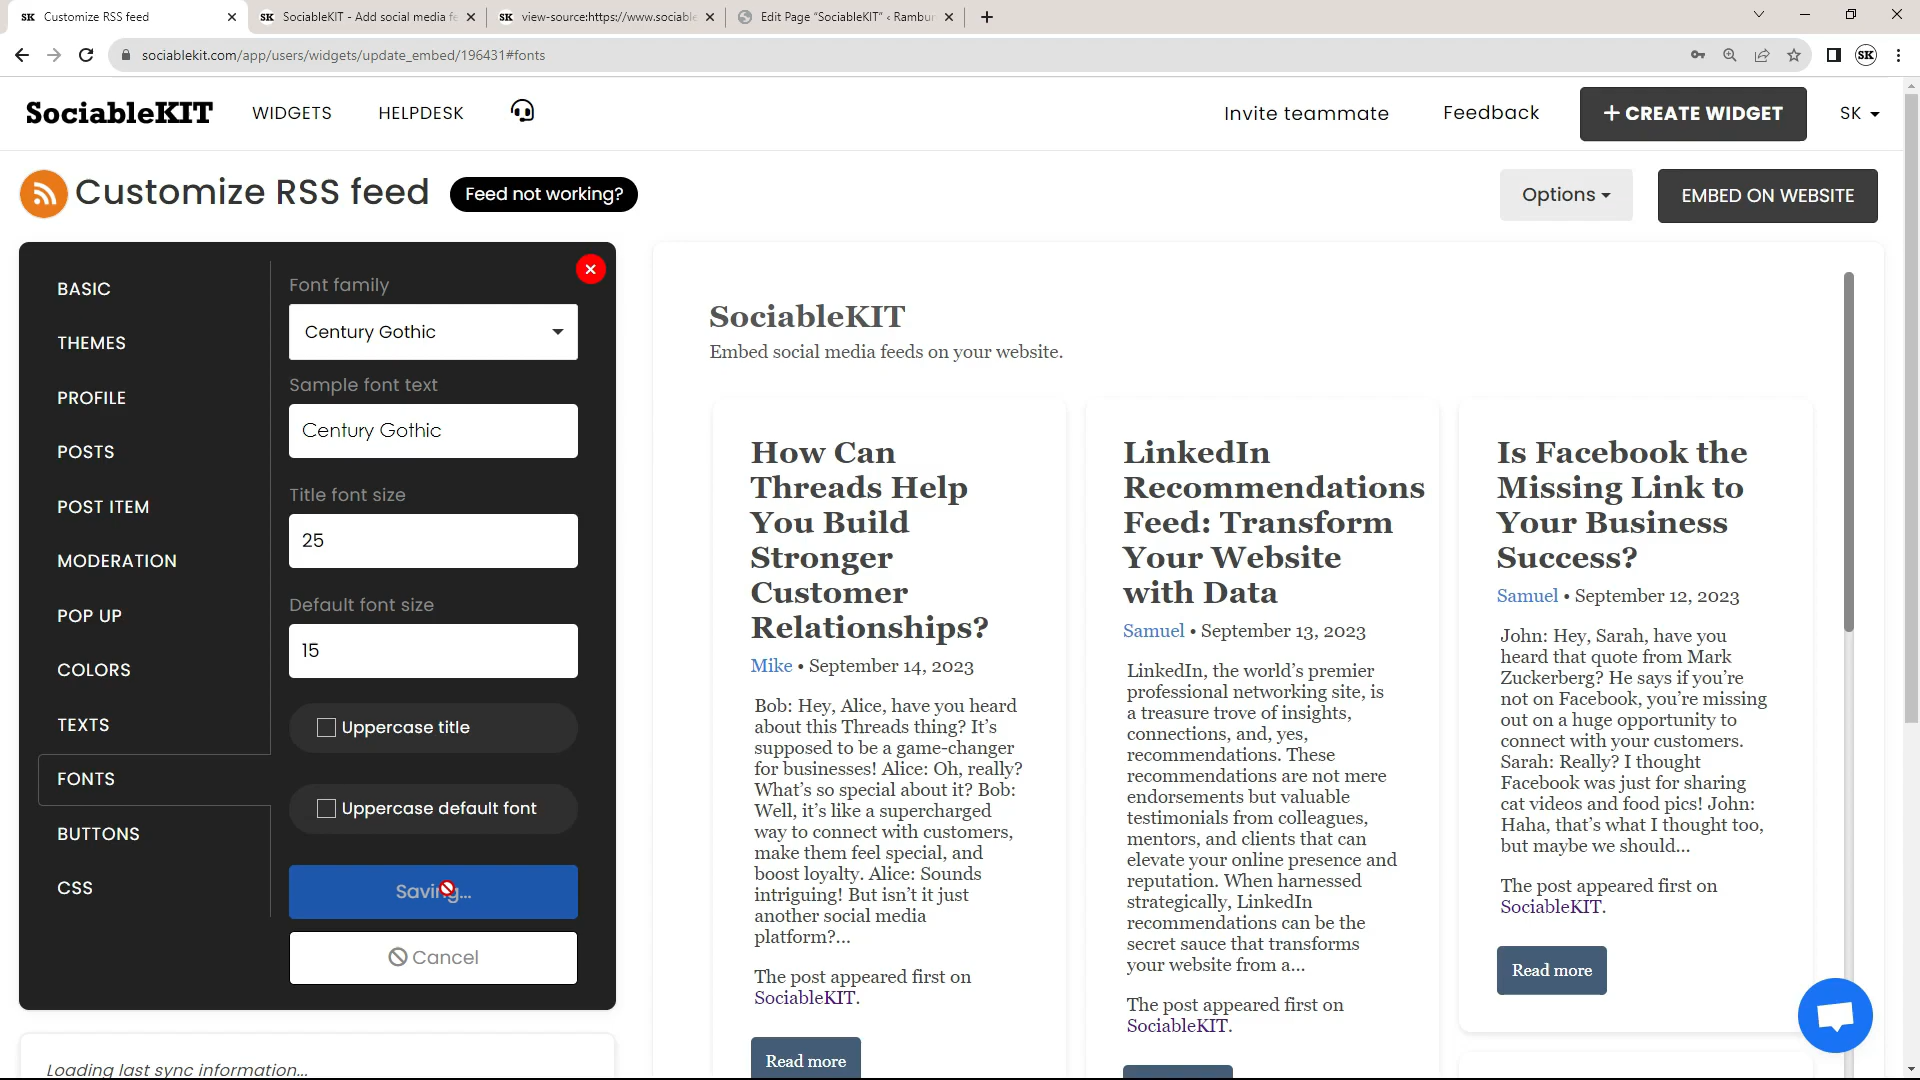 SK Customize RSS feed
SK SociableKIT - Add social media fe
SK view-source:https://www.sociable
Edit Page “SociableKIT” ‹ Rambur
sociablekit.com/app/users/widgets/update_embed/196431#fonts
SK
SociableKIT
WIDGETS
HELPDESK
Invite teammate
Feedback
+ CREATE WIDGET
SK
Customize RSS feed
Feed not working?
Options
EMBED ON WEBSITE
BASIC
THEMES
PROFILE
POSTS
POST ITEM
MODERATION
POP UP
COLORS
TEXTS
FONTS
BUTTONS
CSS
Font family
Century Gothic
Sample font text
Century Gothic
Title font size
25
Default font size
15
Uppercase title
Uppercase default font
Saving...
Cancel
Loading last sync information...
SociableKIT
Embed social media feeds on your website.
How Can
Threads Help
You Build
Stronger
Customer
Relationships?
Mike • September 14, 2023
Bob: Hey, Alice, have you heard
about this Threads thing? It’s
supposed to be a game-changer
for businesses! Alice: Oh, really?
What’s so special about it? Bob:
Well, it’s like a supercharged
way to connect with customers,
make them feel special, and
boost loyalty. Alice: Sounds
intriguing! But isn’t it just
another social media
platform?...
The post appeared first on
SociableKIT.
Read more
LinkedIn
Recommendations
Feed: Transform
Your Website
with Data
Samuel • September 13, 2023
LinkedIn, the world’s premier
professional networking site, is
a treasure trove of insights,
connections, and, yes,
recommendations. These
recommendations are not mere
endorsements but valuable
testimonials from colleagues,
mentors, and clients that can
elevate your online presence and
reputation. When harnessed
strategically, LinkedIn
recommendations can be the
secret sauce that transforms
your website from a...
The post appeared first on
SociableKIT.
Is Facebook the
Missing Link to
Your Business
Success?
Samuel • September 12, 2023
John: Hey, Sarah, have you
heard that quote from Mark
Zuckerberg? He says if you’re
not on Facebook, you’re missing
out on a huge opportunity to
connect with your customers.
Sarah: Really? I thought
Facebook was just for sharing
cat videos and food pics! John:
Haha, that’s what I thought too,
but maybe we should...
The post appeared first on
SociableKIT.
Read more